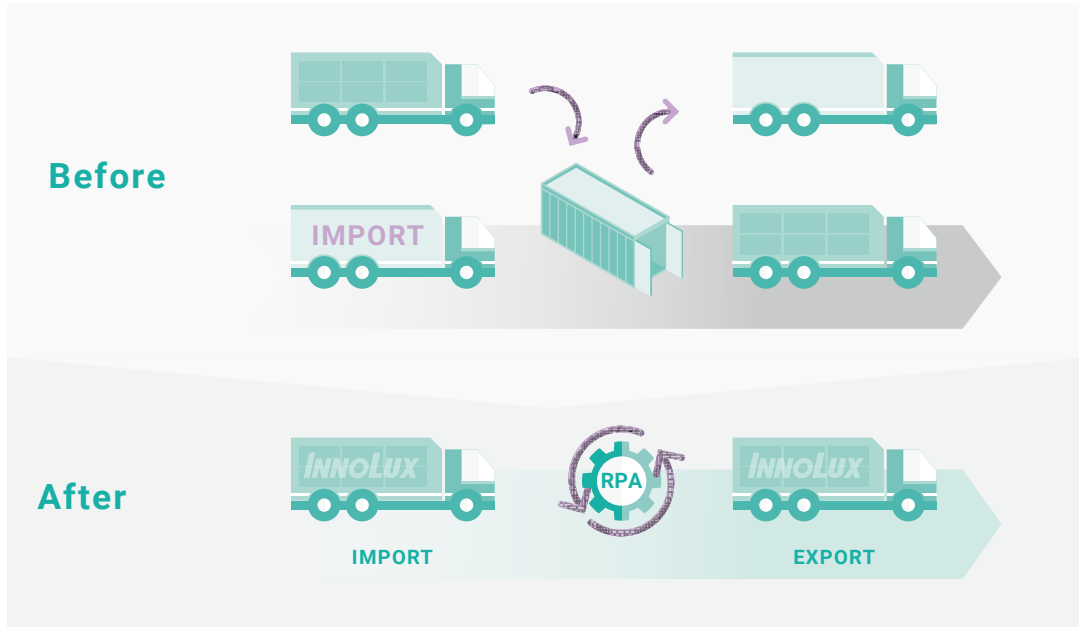 Before
IMPORT
After
INNOLUX
RPA
INNOLUX
IMPORT
EXPORT